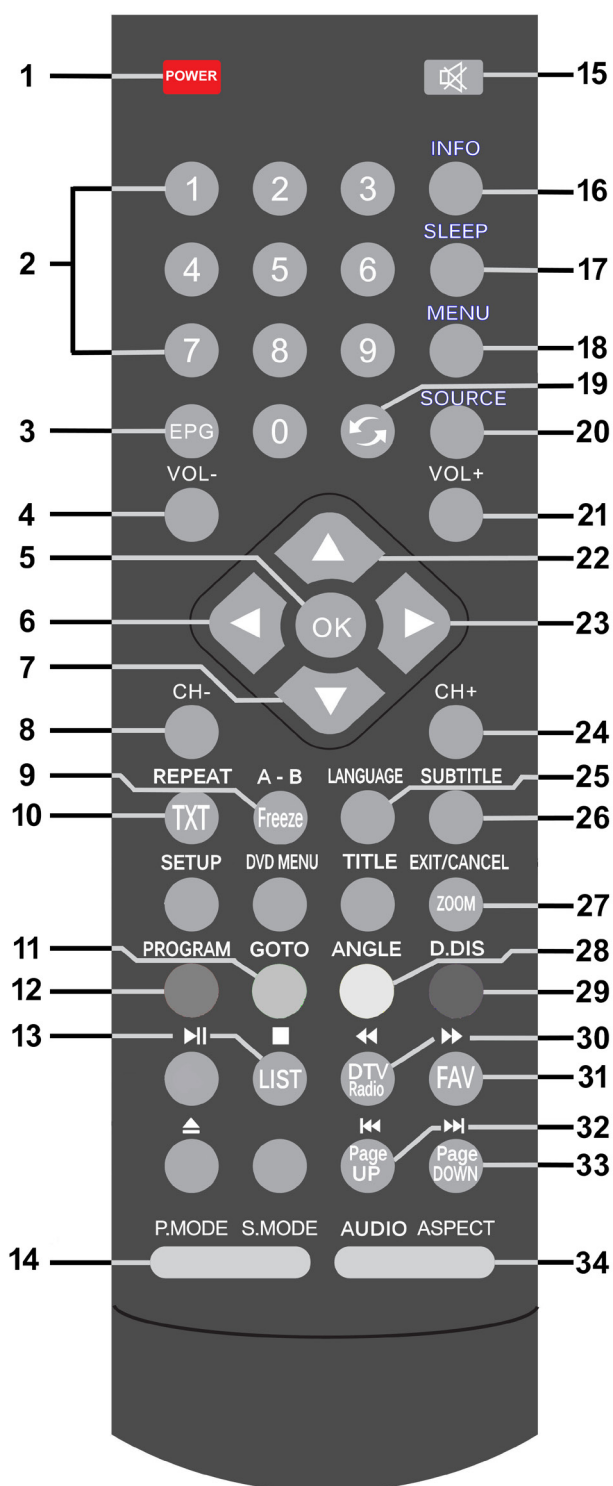 1 POWER 15
INFO
1 2 3 16
SLEEP
2 4 5 6 17
MENU
7 8 9 18
19
SOURCE
3 EPG 0 20
VOL- VOL+
4 21
5 22
6 OK 23
7
CH- CH+
8 24
9 25
REPEAT A - B LANGUAGE SUBTITLE
10 TXT Freeze 26
SETUP DVD MENU TITLE EXIT/CANCEL
ZOOM 27
11 28
PROGRAM GOTO ANGLE D.DIS
12 29
13 30
LIST DTV Radio FAV 31
32
Page UP Page DOWN 33
P.MODE S.MODE AUDIO ASPECT
14 34